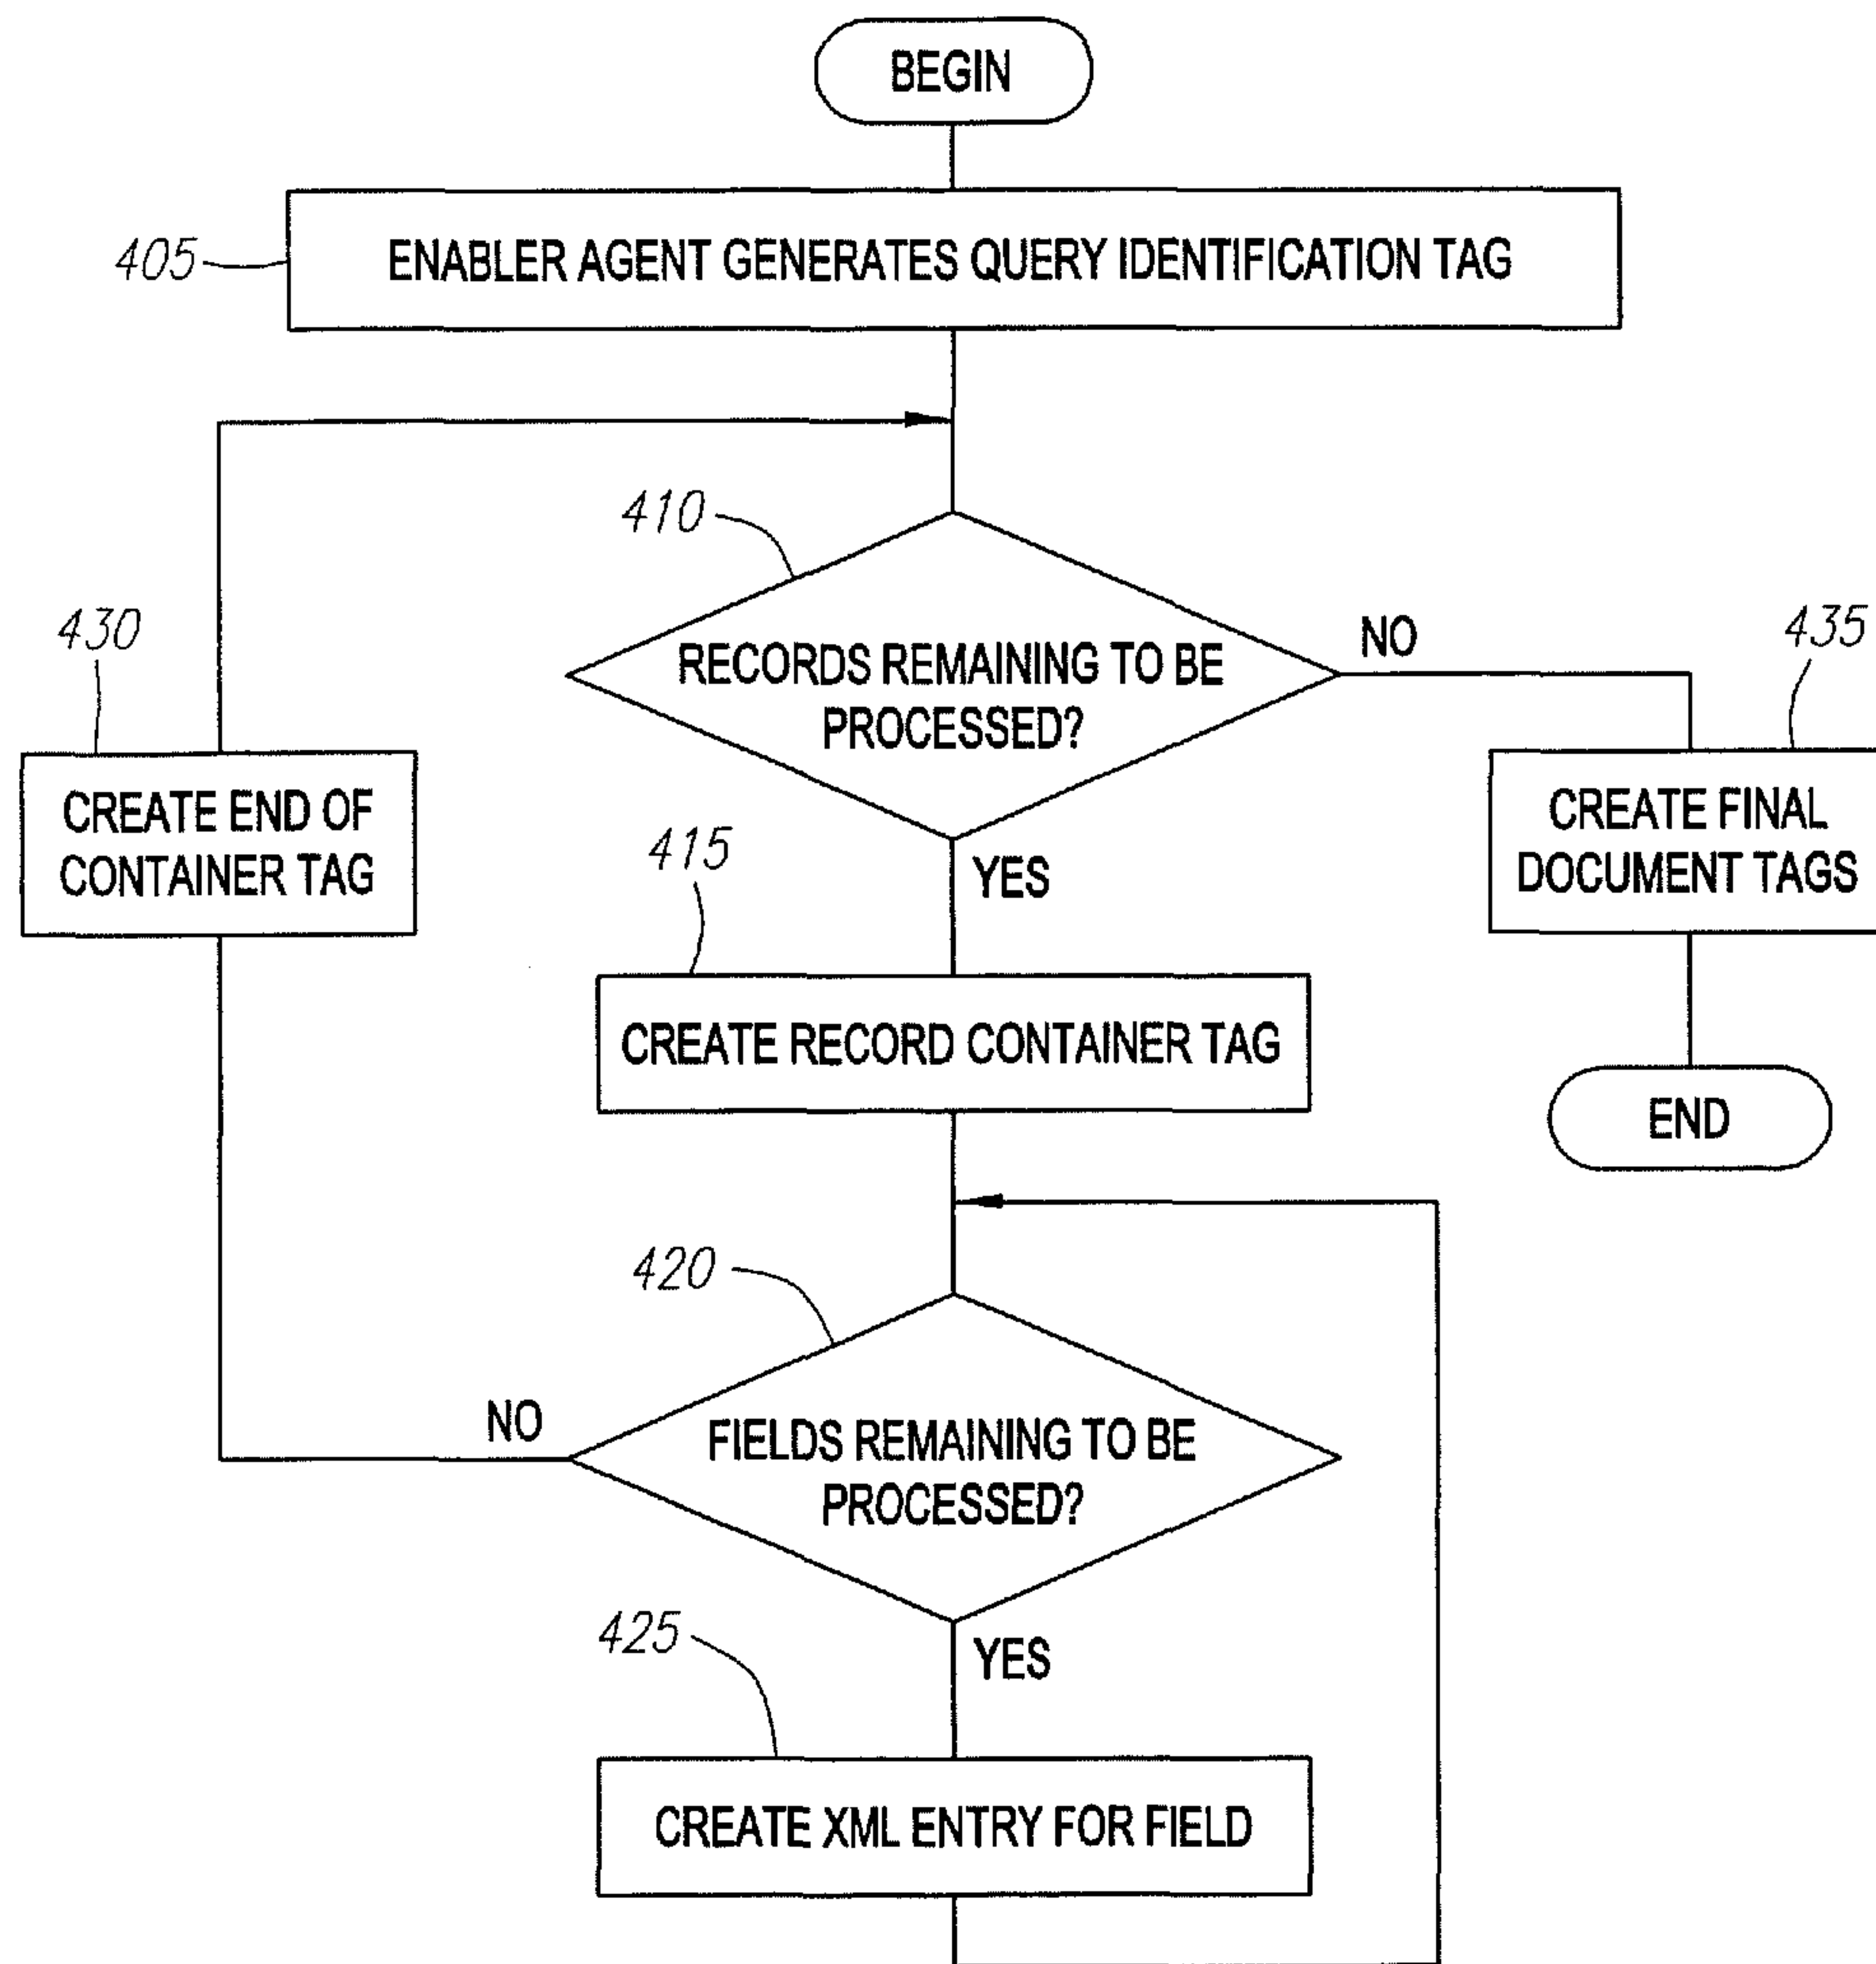 BEGIN
405
ENABLER AGENT GENERATES QUERY IDENTIFICATION TAG
410
RECORDS REMAINING TO BE
PROCESSED?
NO
435
430
CREATE END OF
CONTAINER TAG
CREATE FINAL
DOCUMENT TAGS
YES
415
CREATE RECORD CONTAINER TAG
END
420
NO
FIELDS REMAINING TO BE
PROCESSED?
YES
425
CREATE XML ENTRY FOR FIELD